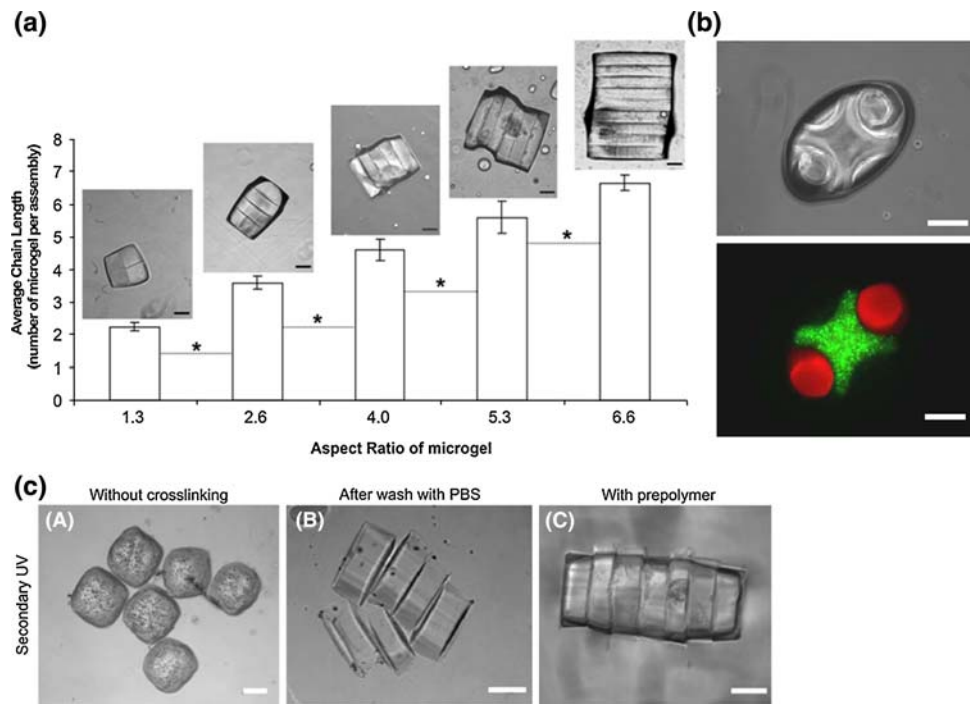 (a)
(b)
Average Chain Length
(number of microgel per assembly)
8
7
6
5
4
3
2
1
0
*
*
*
*
1.3 2.6 4.0 5.3 6.6
Aspect Ratio of microgel
(c)
Without crosslinking After wash with PBS With prepolymer
Secondary UV
(A) (B) (C)